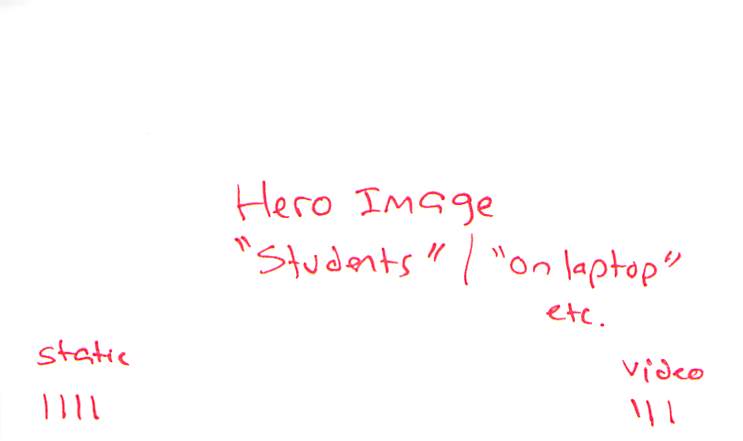 Hero Image
"Students" / "on laptop"
etc.
static
video
||||
|||